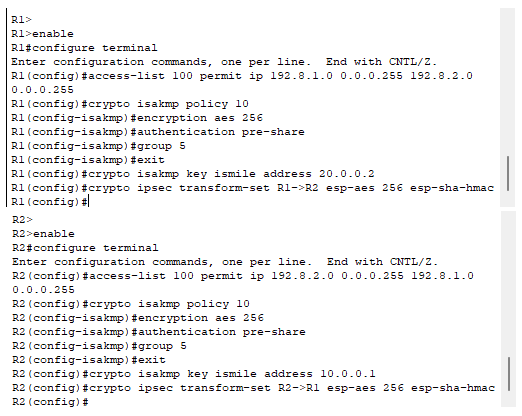 R1>
R1>enable
R1#configure terminal
Enter configuration commands, one per line.  End with CNTL/Z.
R1(config)#access-list 100 permit ip 192.8.1.0 0.0.0.255 192.8.2.0
0.0.0.255
R1(config)#crypto isakmp policy 10
R1(config-isakmp)#encryption aes 256
R1(config-isakmp)#authentication pre-share
R1(config-isakmp)#group 5
R1(config-isakmp)#exit
R1(config)#crypto isakmp key ismile address 20.0.0.2
R1(config)#crypto ipsec transform-set R1->R2 esp-aes 256 esp-sha-hmac
R1(config)#
R2>
R2>enable
R2#configure terminal
Enter configuration commands, one per line.  End with CNTL/Z.
R2(config)#access-list 100 permit ip 192.8.2.0 0.0.0.255 192.8.1.0
0.0.0.255
R2(config)#crypto isakmp policy 10
R2(config-isakmp)#encryption aes 256
R2(config-isakmp)#authentication pre-share
R2(config-isakmp)#group 5
R2(config-isakmp)#exit
R2(config)#crypto isakmp key ismile address 10.0.0.1
R2(config)#crypto ipsec transform-set R2->R1 esp-aes 256 esp-sha-hmac
R2(config)#